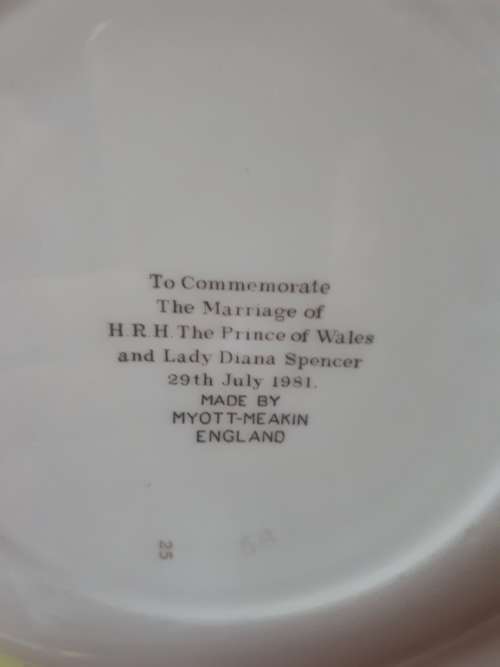 To Commemorate
The Marriage of
H.R.H. The Prince of Wales
and Lady Diana Spencer
29th July 1981.
MADE BY
MYOTT-MEAKIN
ENGLAND
25